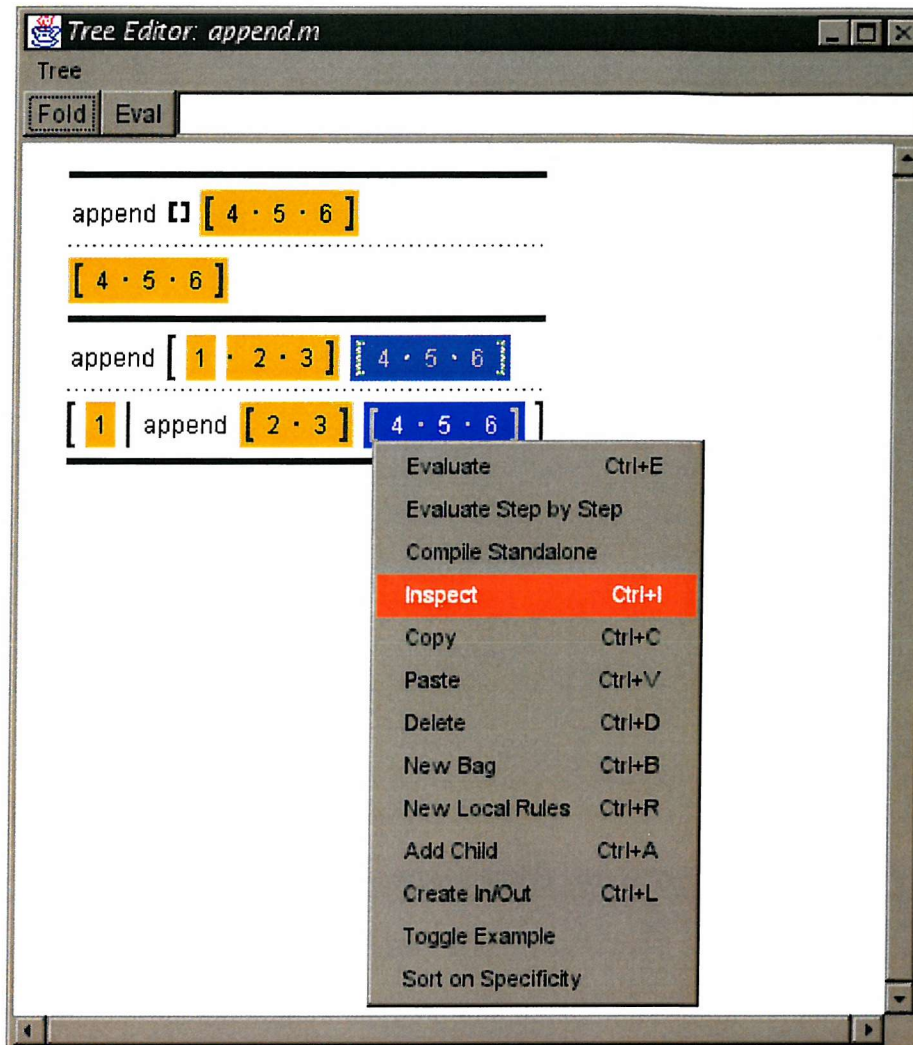 Tree Editor: append.m
Tree
Fold Eval
append [] [ 4 · 5 · 6 ]
[ 4 · 5 · 6 ]
append [ 1 · 2 · 3 ] [ 4 · 5 · 6 ]
[ 1 | append [ 2 · 3 ] [ 4 · 5 · 6 ] ]
Evaluate Ctrl+E
Evaluate Step by Step
Compile Standalone
Inspect Ctrl+I
Copy Ctrl+C
Paste Ctrl+V
Delete Ctrl+D
New Bag Ctrl+B
New Local Rules Ctrl+R
Add Child Ctrl+A
Create In/Out Ctrl+L
Toggle Example
Sort on Specificity